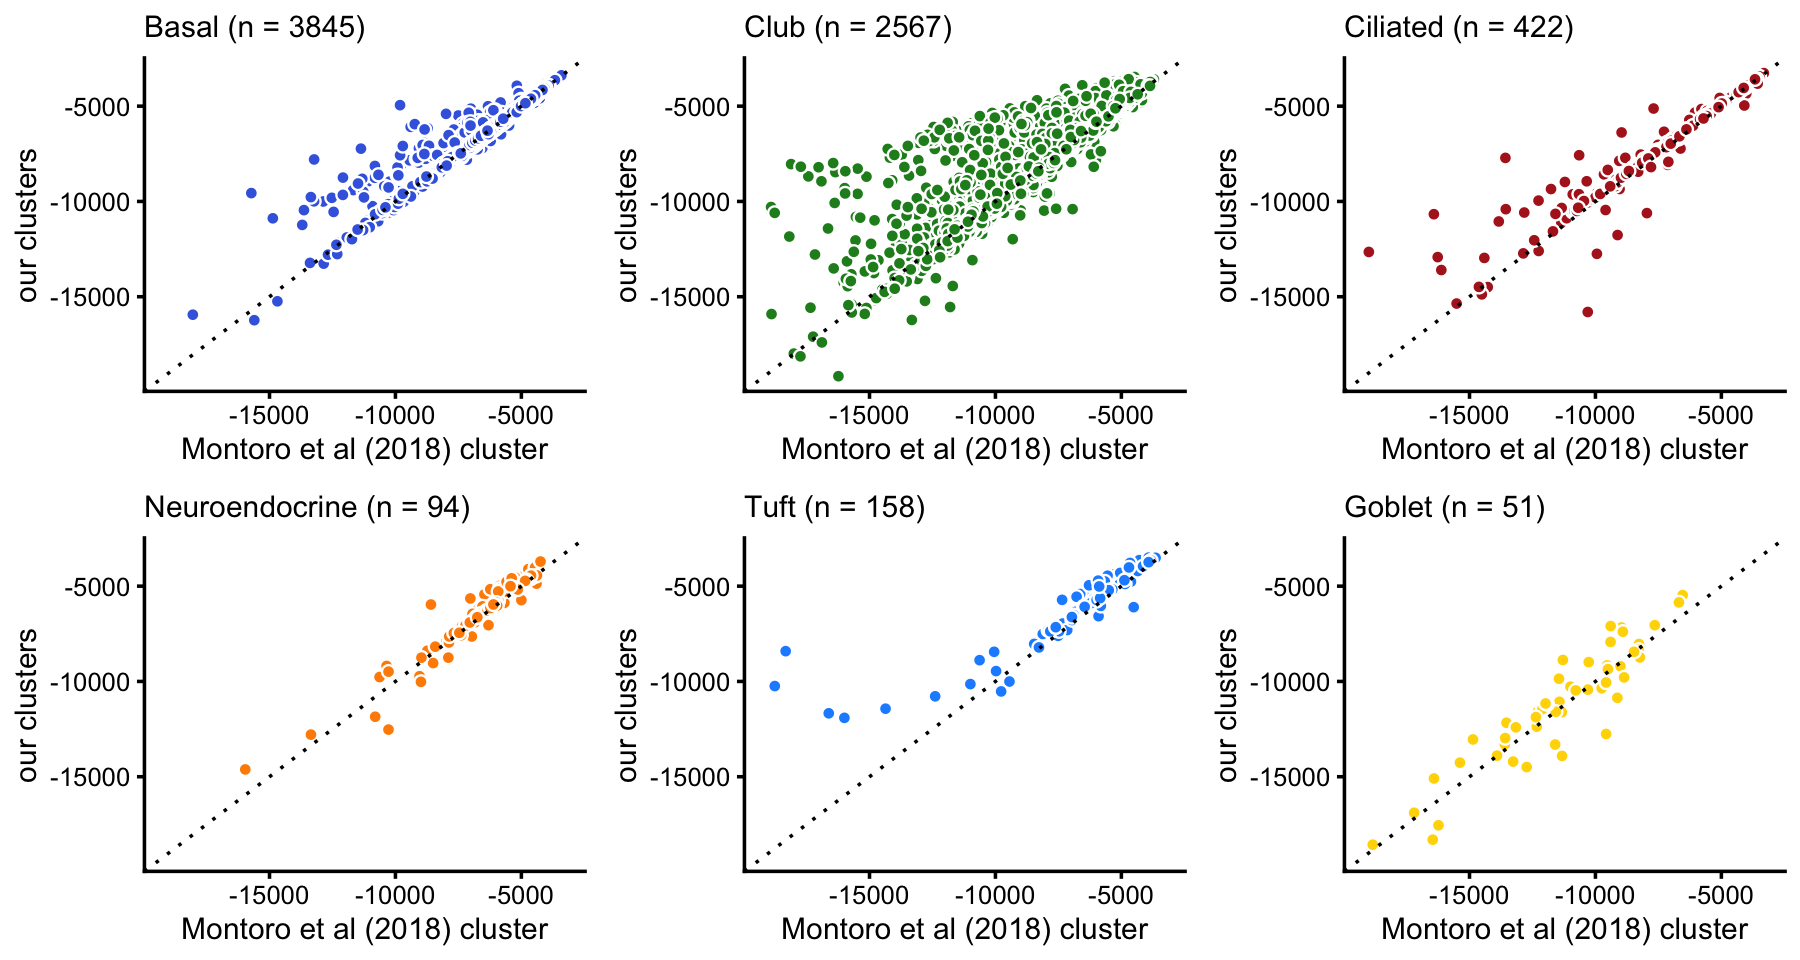 Basal (n = 3845)
Club (n = 2567)
Ciliated (n = 422)
-5000
-10000
-15000
our clusters
-15000 -10000 -5000
Montoro et al (2018) cluster
-5000
-10000
-15000
our clusters
-15000 -10000 -5000
Montoro et al (2018) cluster
-5000
-10000
-15000
our clusters
-15000 -10000 -5000
Montoro et al (2018) cluster
Neuroendocrine (n = 94)
Tuft (n = 158)
Goblet (n = 51)
-5000
-10000
-15000
our clusters
-15000 -10000 -5000
Montoro et al (2018) cluster
-5000
-10000
-15000
our clusters
-15000 -10000 -5000
Montoro et al (2018) cluster
-5000
-10000
-15000
our clusters
-15000 -10000 -5000
Montoro et al (2018) cluster